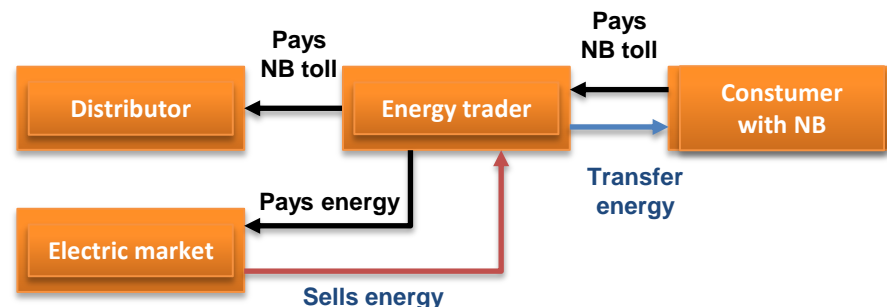 Pays
NB toll
Pays
NB toll
Distributor
Energy trader
Constumer
with NB
Transfer
energy
Pays energy
Electric market
Sells energy